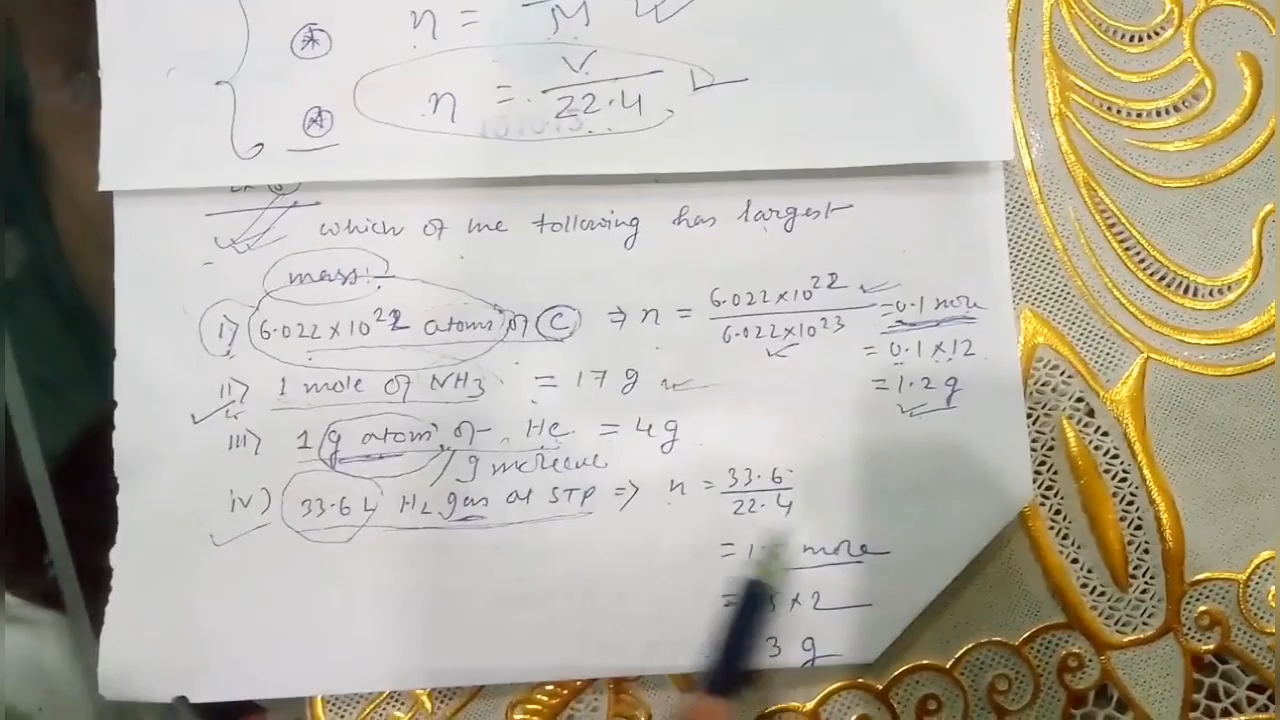 n = M
n = V / 22.4
which of the following has largest
mass:-
i) 6.022 × 10²² atoms of C ⇒ n = 6.022×10²² / 6.022×10²³ = 0.1 mole
= 0.1 × 12
ii) 1 mole of NH3 = 17 g
= 1.2 g
iii) 1 g atom of He = 4g
/ g molecule
iv) 33.6 L H2 gas at STP ⇒ n = 33.6 / 22.4
= 1. mole
= × 2
3 g